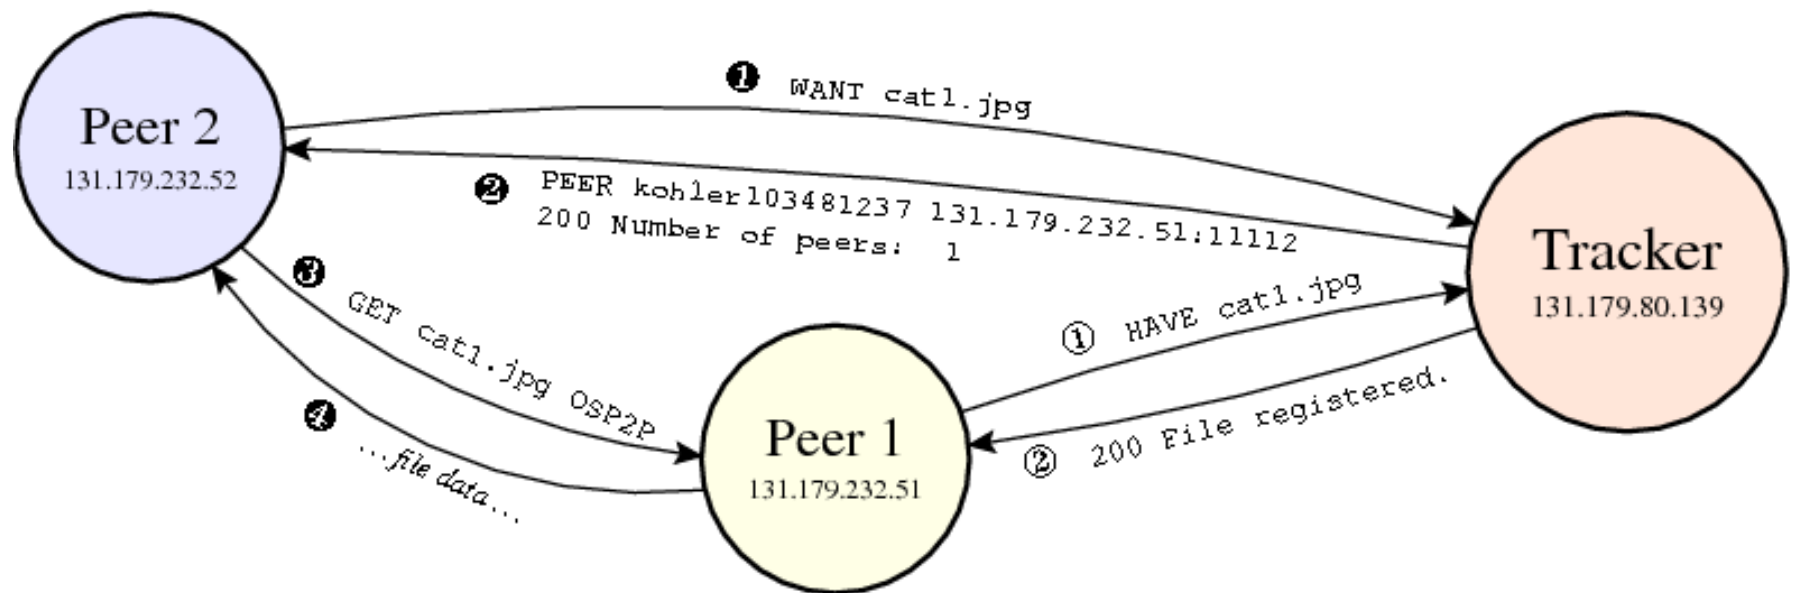 ❶ WANT cat1.jpg
Peer 2
131.179.232.52
❷ PEER kohler103481237 131.179.232.51:11112
200 Number of peers: 1
Tracker
131.179.80.139
❸ GET cat1.jpg OSP2P
① HAVE cat1.jpg
❹ ...file data...
Peer 1
131.179.232.51
② 200 File registered.